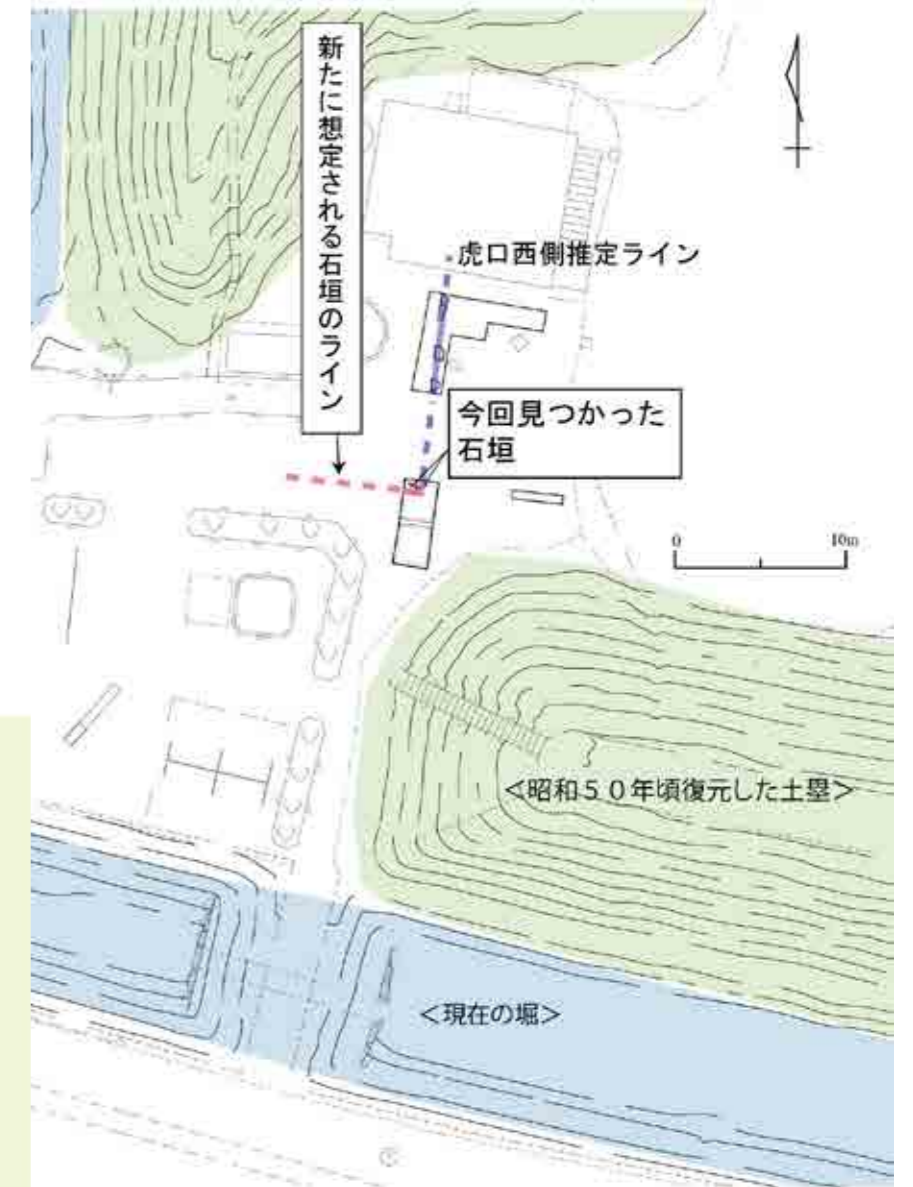 新たに想定される石垣のライン
虎口西側推定ライン
今回見つかった
石垣
0 10m
＜昭和５０年頃復元した土塁＞
＜現在の堀＞